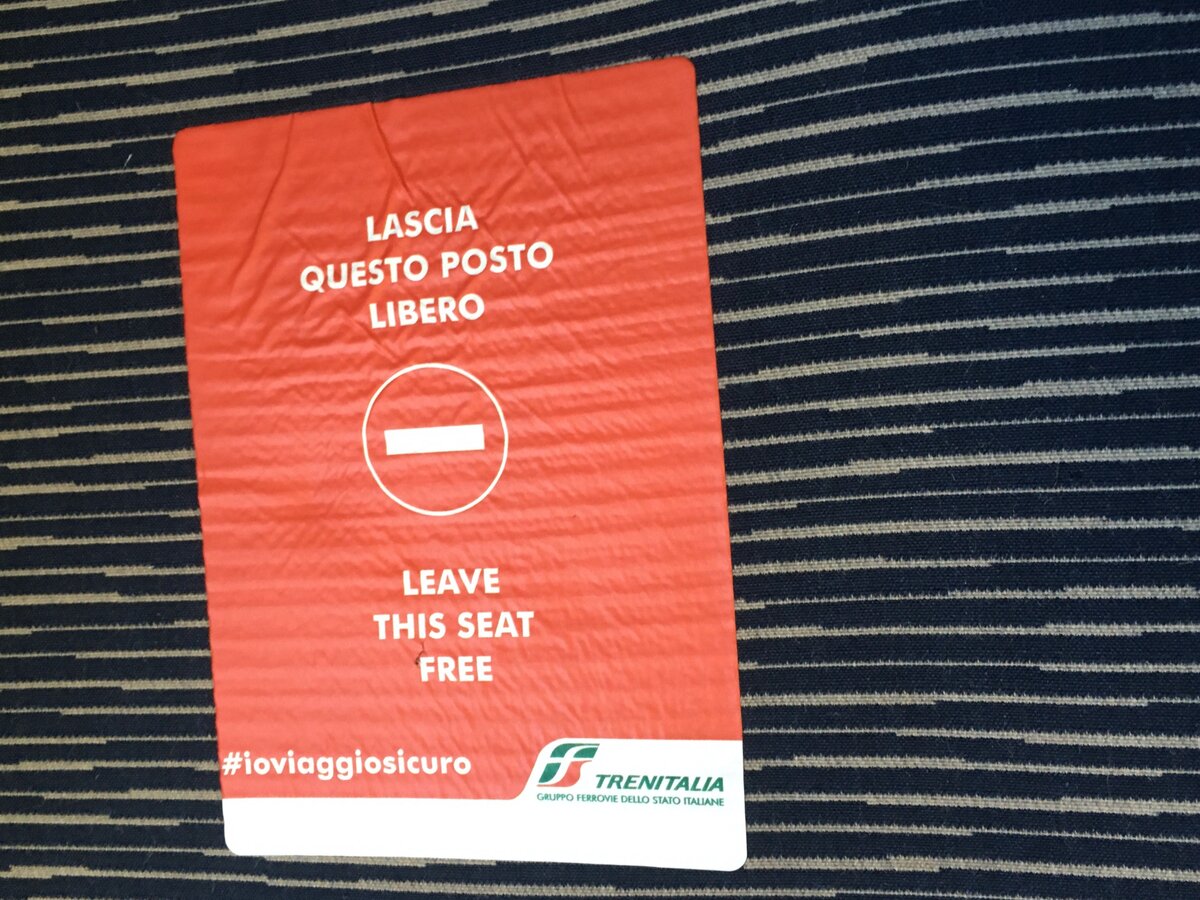 LASCIA
QUESTO POSTO
LIBERO
LEAVE
THIS SEAT
FREE
#ioviaggiosicuro
TRENITALIA
GRUPPO FERROVIE DELLO STATO ITALIANE